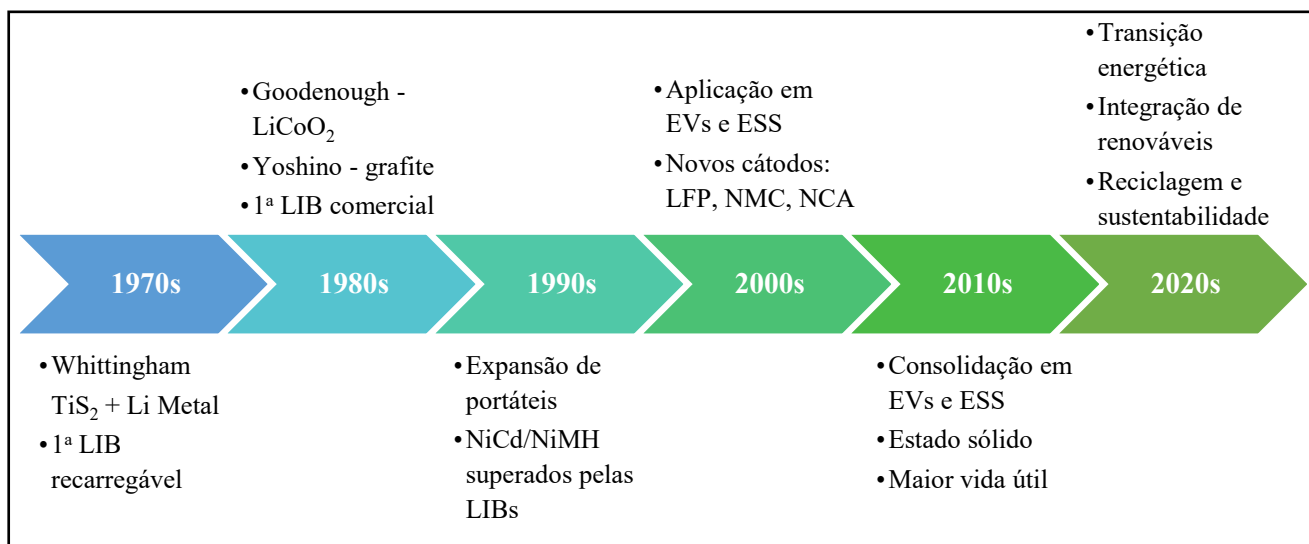 •Goodenough -
LiCoO₂
•Yoshino - grafite
•1ª LIB comercial
•Aplicação em
EVs e ESS
•Novos cátodos:
LFP, NMC, NCA
•Transição
energética
•Integração de
renováveis
•Reciclagem e
sustentabilidade
1970s
1980s
1990s
2000s
2010s
2020s
•Whittingham
TiS₂ + Li Metal
•1ª LIB
recarregável
•Expansão de
portáteis
•NiCd/NiMH
superados pelas
LIBs
•Consolidação em
EVs e ESS
•Estado sólido
•Maior vida útil